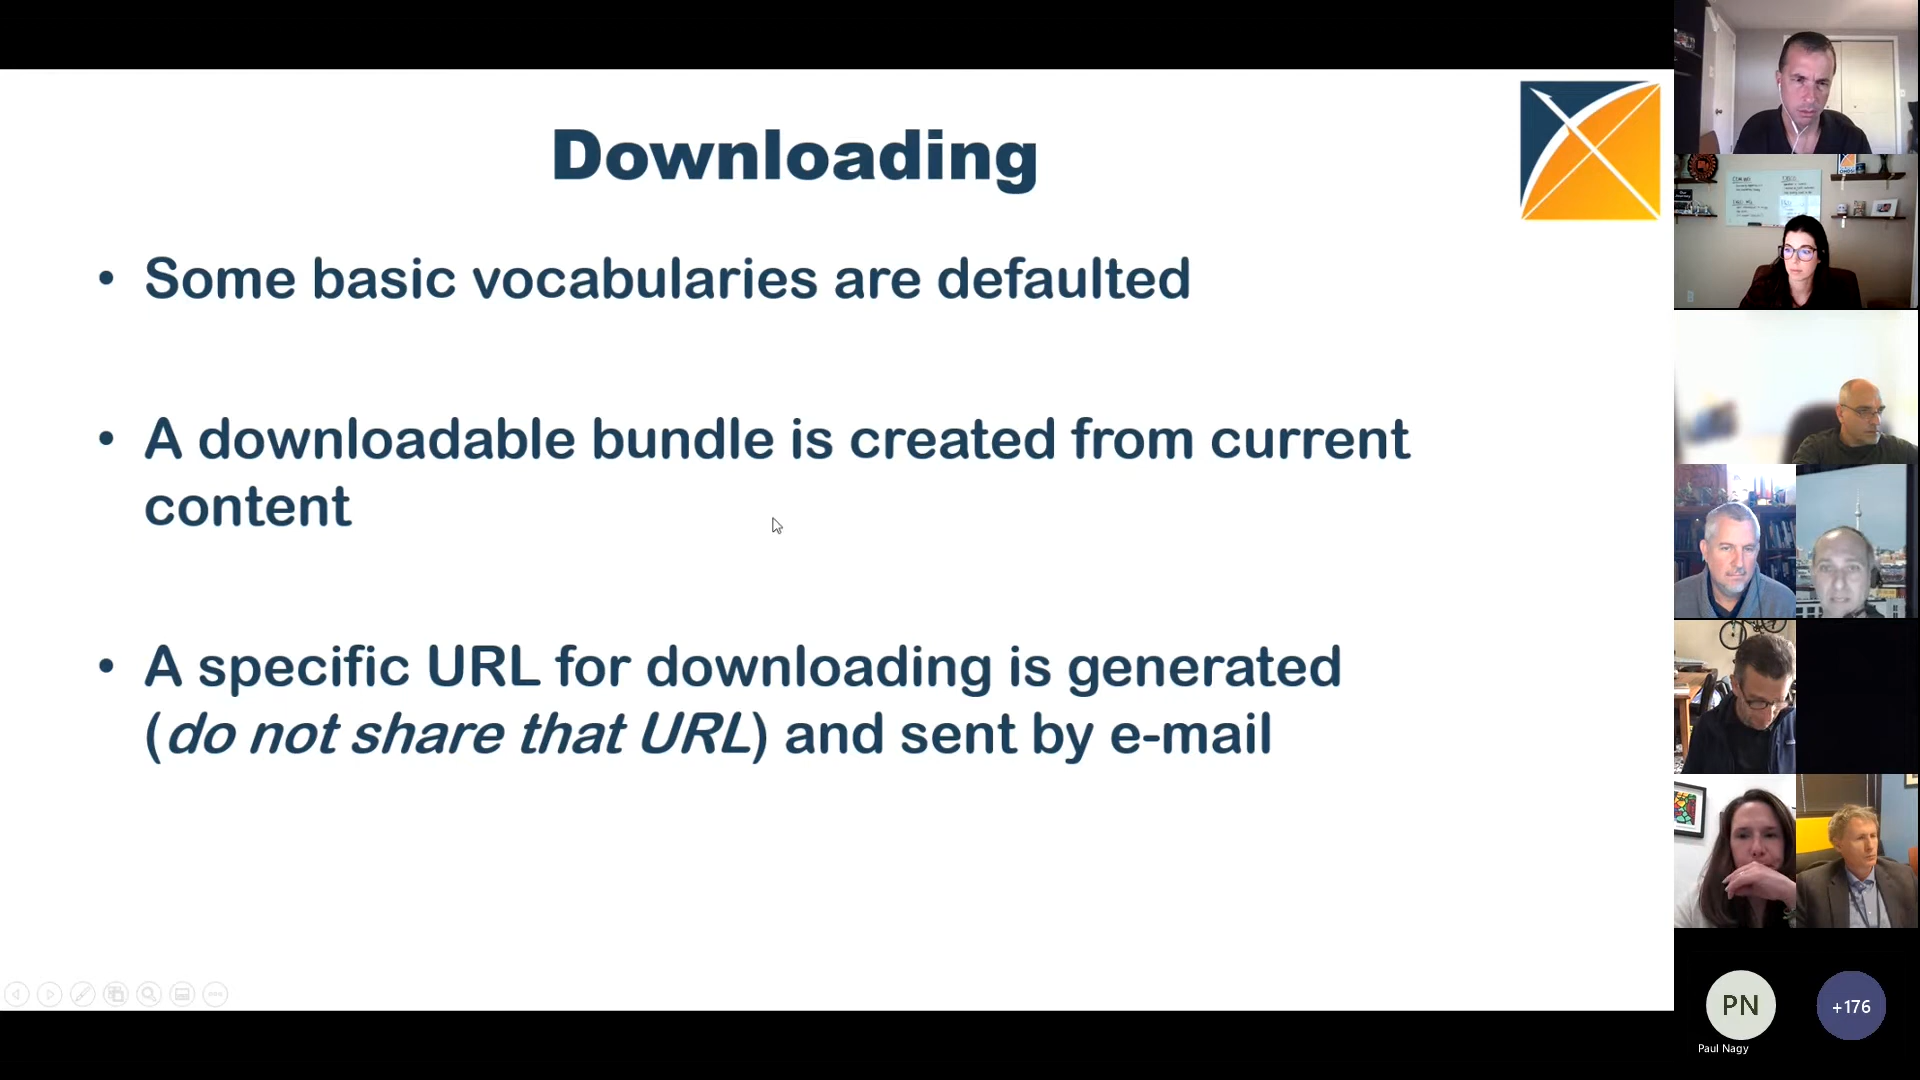 Downloading
• Some basic vocabularies are defaulted
• A downloadable bundle is created from current
content
• A specific URL for downloading is generated
(do not share that URL) and sent by e-mail
PN
+176
Paul Nagy